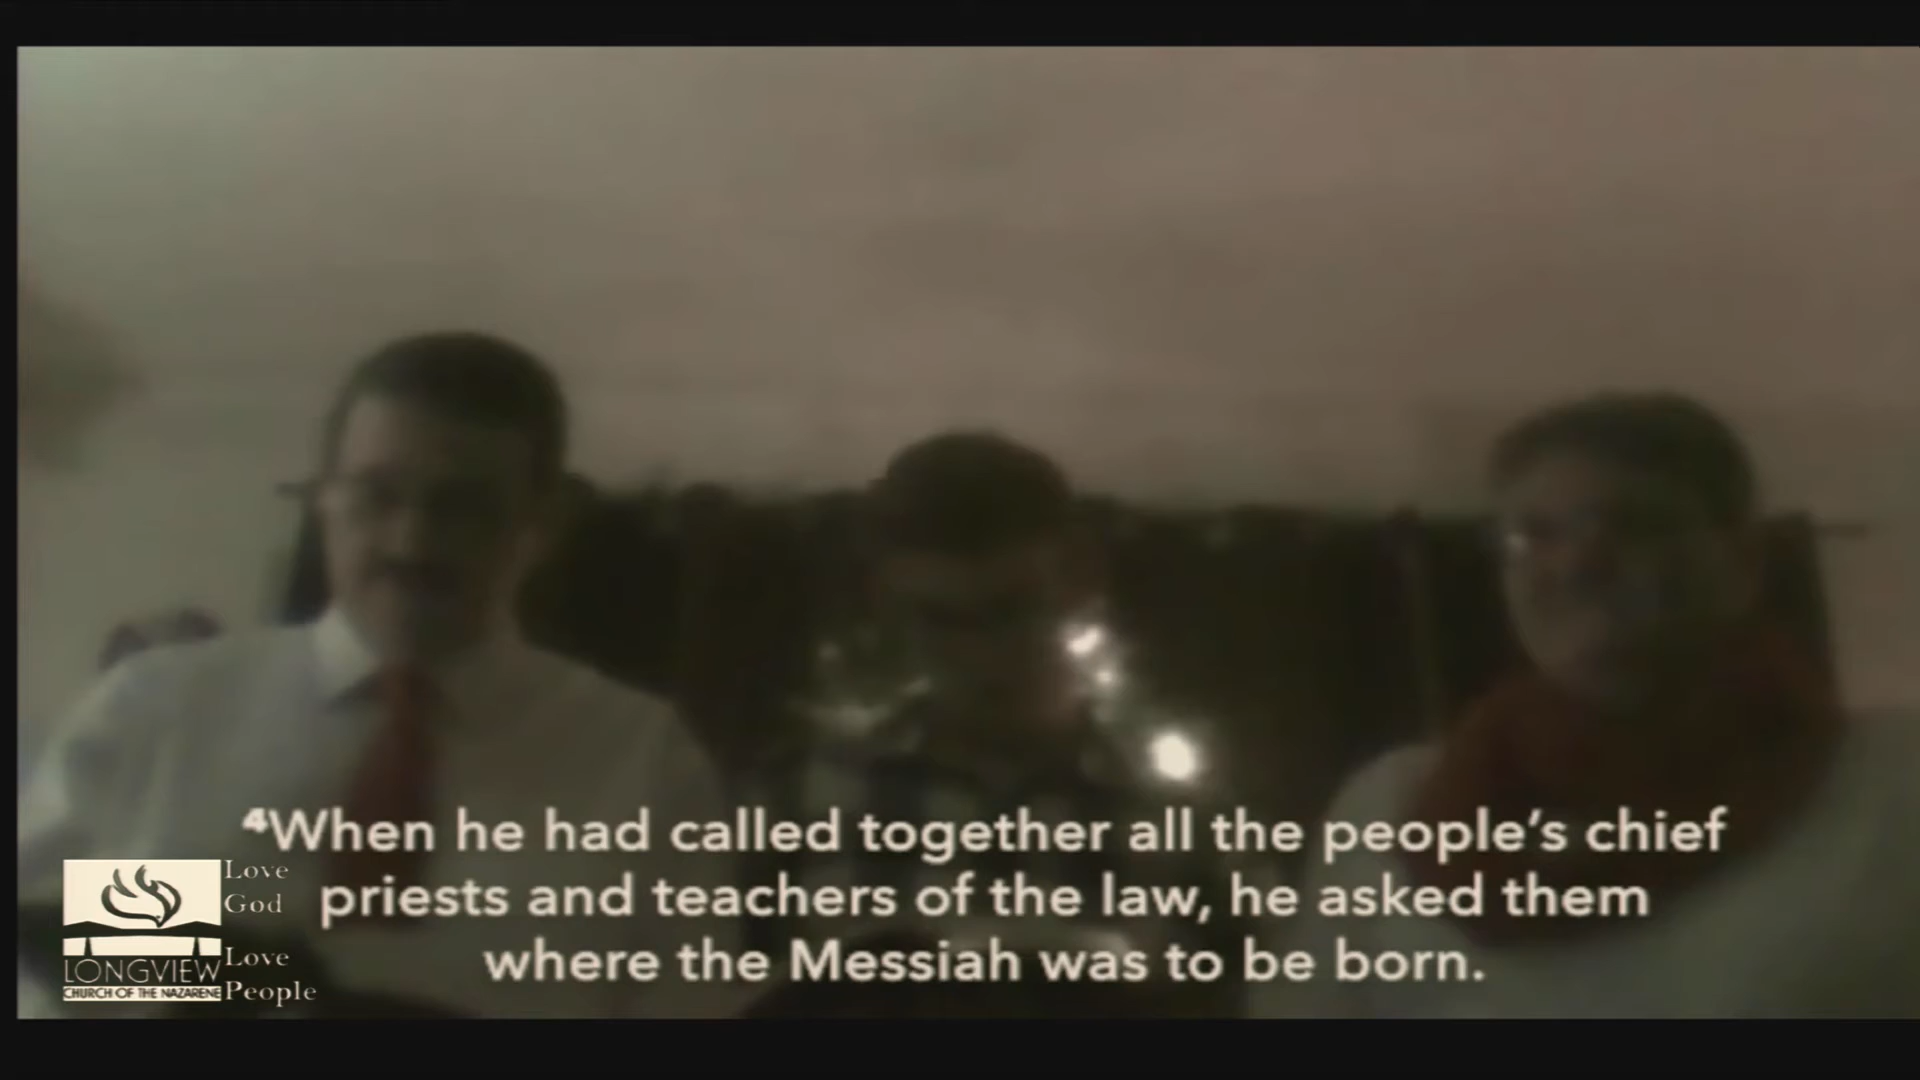 ⁴When he had called together all the people's chief
priests and teachers of the law, he asked them
where the Messiah was to be born.
Love
God
Love
People
LONGVIEW
CHURCH OF THE NAZARENE